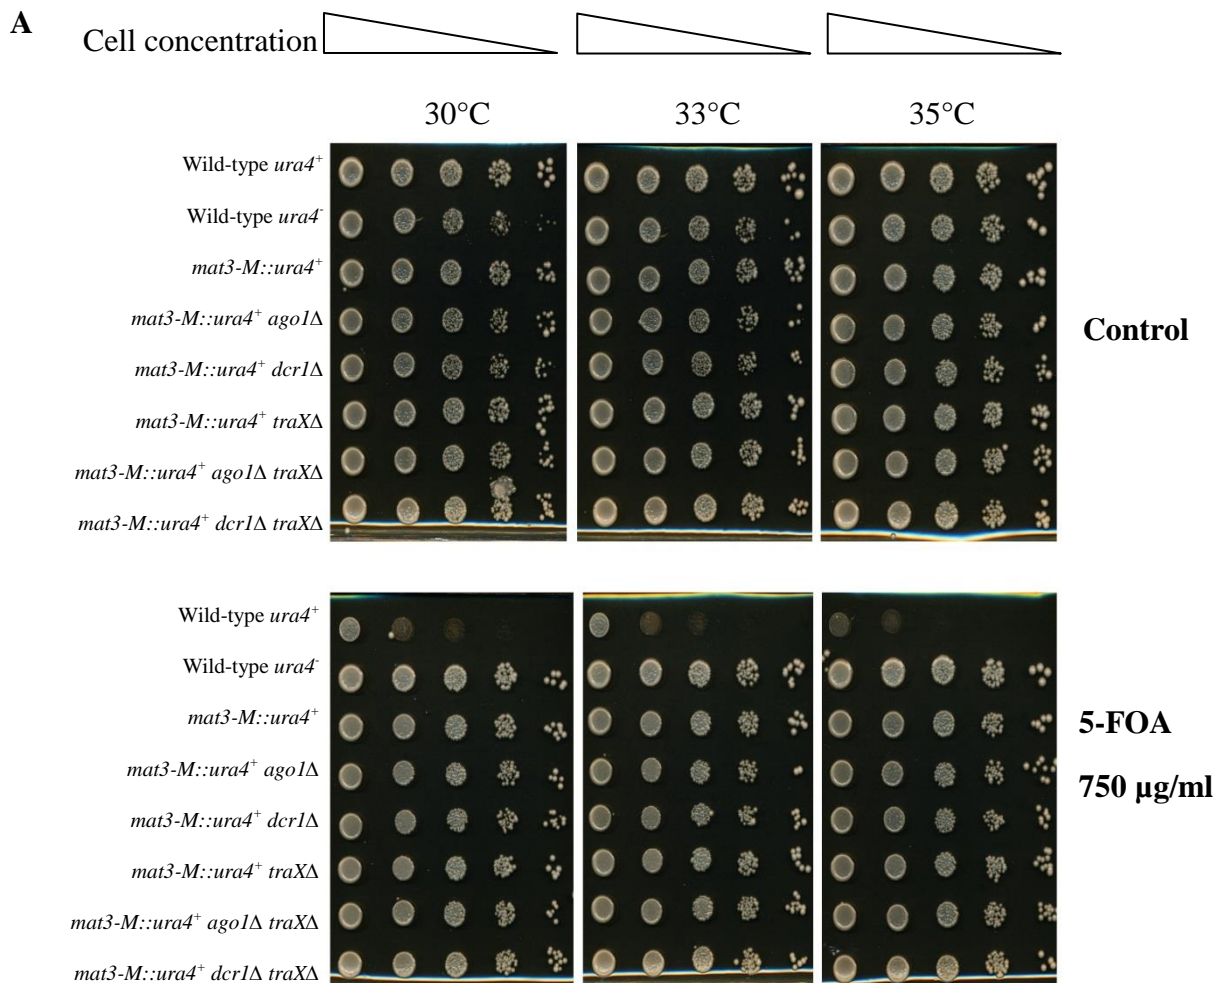 A
Cell concentration
30°C 33°C 35°C
Wild-type ura4⁺
Wild-type ura4⁻
mat3-M::ura4⁺
mat3-M::ura4⁺ ago1Δ
mat3-M::ura4⁺ dcr1Δ
mat3-M::ura4⁺ traXΔ
mat3-M::ura4⁺ ago1Δ traXΔ
mat3-M::ura4⁺ dcr1Δ traXΔ
Control
Wild-type ura4⁺
Wild-type ura4⁻
mat3-M::ura4⁺
mat3-M::ura4⁺ ago1Δ
mat3-M::ura4⁺ dcr1Δ
mat3-M::ura4⁺ traXΔ
mat3-M::ura4⁺ ago1Δ traXΔ
mat3-M::ura4⁺ dcr1Δ traXΔ
5-FOA
750 µg/ml